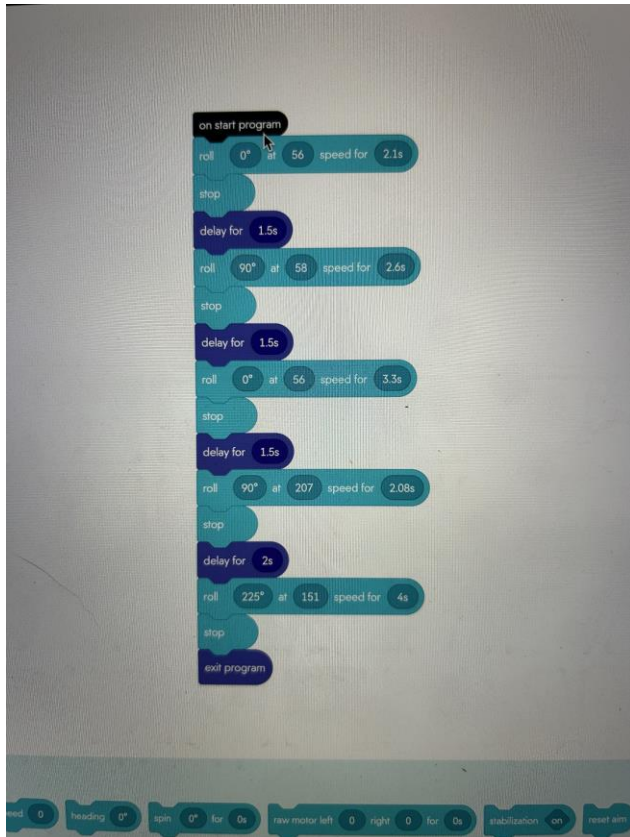 on start program
roll 0° at 56 speed for 2.1s
stop
delay for 1.5s
roll 90° at 58 speed for 2.6s
stop
delay for 1.5s
roll 0° at 56 speed for 3.3s
stop
delay for 1.5s
roll 90° at 207 speed for 2.08s
stop
delay for 2s
roll 225° at 151 speed for 4s
stop
exit program
eed 0 heading 0° spin 0° for 0s raw motor left 0 right 0 for 0s stabilization on reset aim